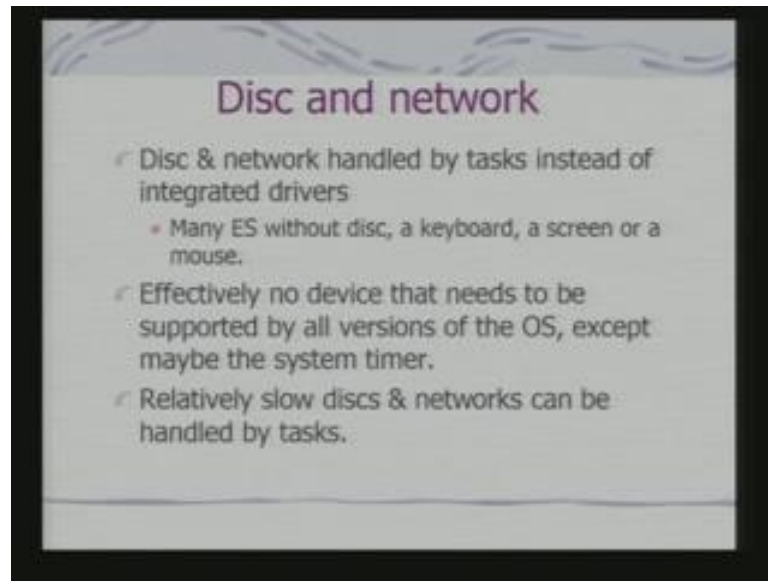 Disc and network
Disc & network handled by tasks instead of
integrated drivers
Many ES without disc, a keyboard, a screen or a
mouse.
Effectively no device that needs to be
supported by all versions of the OS, except
maybe the system timer.
Relatively slow discs & networks can be
handled by tasks.